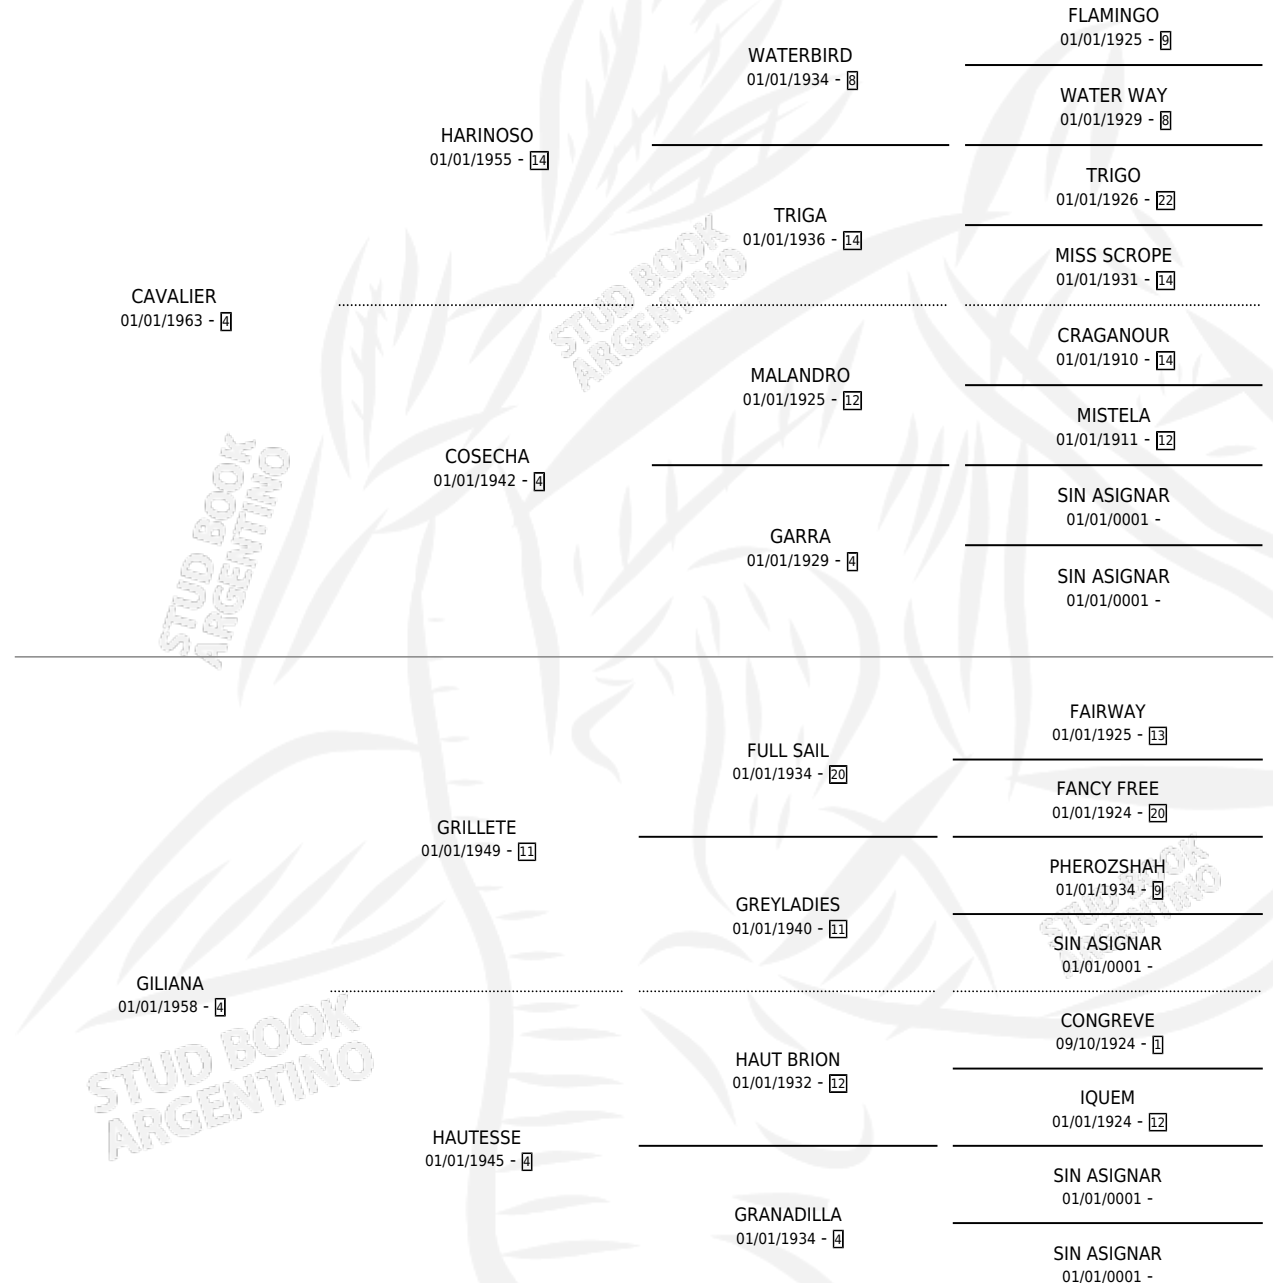 FLAMINGO
01/01/1925 - 9
WATERBIRD
01/01/1934 - 8
WATER WAY
01/01/1929 - 8
HARINOSO
01/01/1955 - 14
TRIGO
01/01/1926 - 22
TRIGA
01/01/1936 - 14
MISS SCROPE
01/01/1931 - 14
CAVALIER
01/01/1963 - 4
CRAGANOUR
01/01/1910 - 14
MALANDRO
01/01/1925 - 12
MISTELA
01/01/1911 - 12
COSECHA
01/01/1942 - 4
SIN ASIGNAR
01/01/0001 -
GARRA
01/01/1929 - 4
SIN ASIGNAR
01/01/0001 -
STUD BOOK
ARGENTINO
STUD BOOK
ARGENTINO
FAIRWAY
01/01/1925 - 13
FULL SAIL
01/01/1934 - 20
FANCY FREE
01/01/1924 - 20
GRILLETE
01/01/1949 - 11
PHEROZSHAH
01/01/1934 - 9
GREYLADIES
01/01/1940 - 11
SIN ASIGNAR
01/01/0001 -
STUD BOOK
ARGENTINO
GILIANA
01/01/1958 - 4
CONGREVE
09/10/1924 - 1
HAUT BRION
01/01/1932 - 12
IQUEM
01/01/1924 - 12
HAUTESSE
01/01/1945 - 4
SIN ASIGNAR
01/01/0001 -
GRANADILLA
01/01/1934 - 4
SIN ASIGNAR
01/01/0001 -
STUD BOOK
ARGENTINO